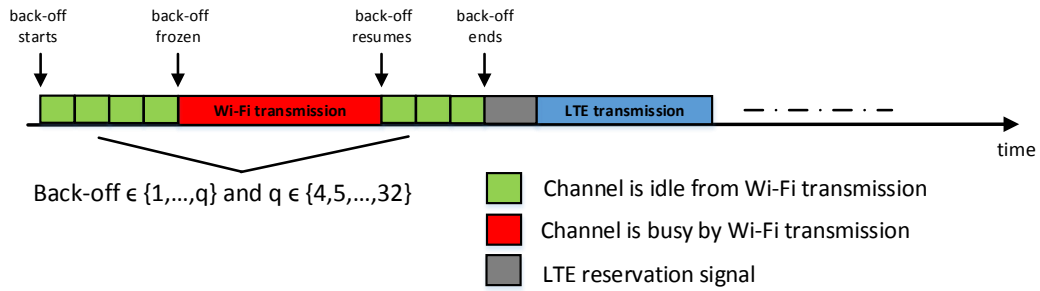 back-off starts
back-off frozen
back-off resumes
back-off ends
Wi-Fi transmission
LTE transmission
time
Back-off ϵ {1,...,q} and q ϵ {4,5,...,32}
Channel is idle from Wi-Fi transmission
Channel is busy by Wi-Fi transmission
LTE reservation signal